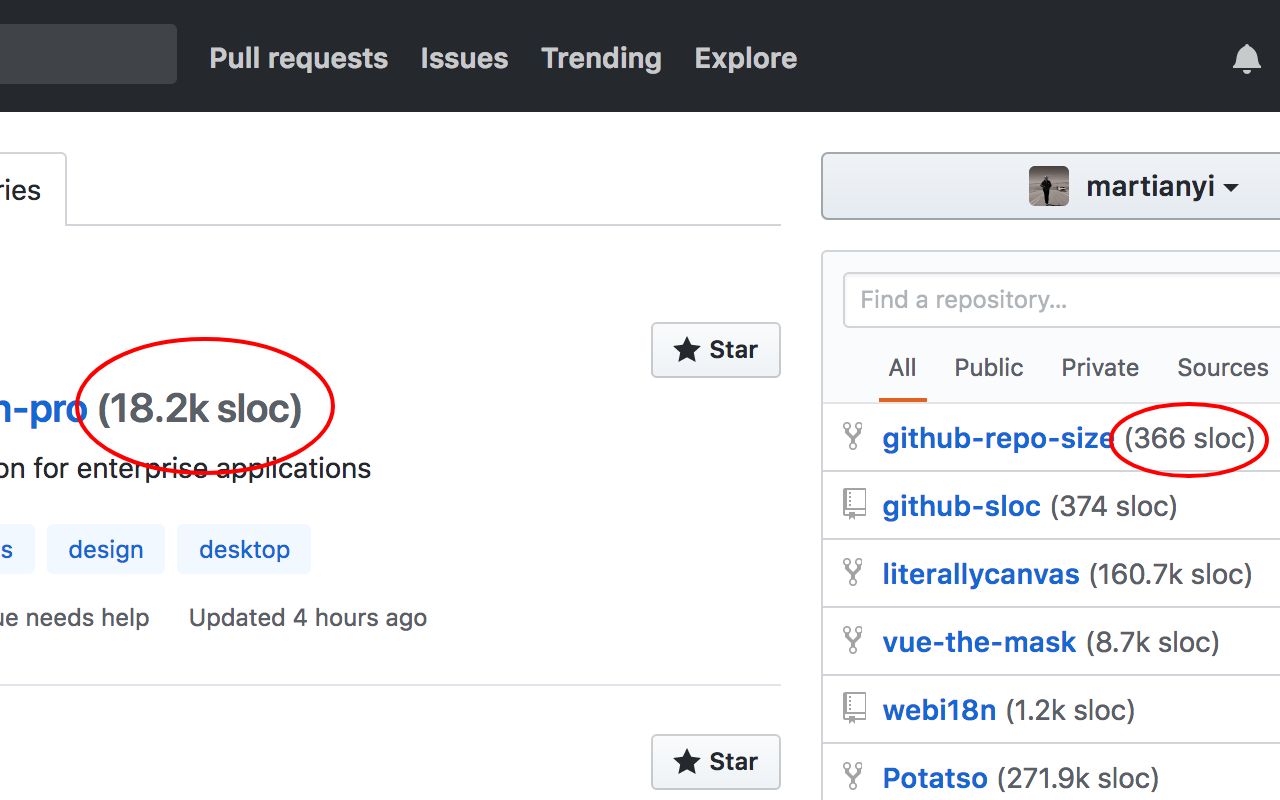 Pull requests Issues Trending Explore
ries
martianyi
Find a repository...
Star
All Public Private Sources
n-pro (18.2k sloc)
github-repo-size (366 sloc)
on for enterprise applications
github-sloc (374 sloc)
s design desktop
literallycanvas (160.7k sloc)
ue needs help Updated 4 hours ago
vue-the-mask (8.7k sloc)
webi18n (1.2k sloc)
Star
Potatso (271.9k sloc)